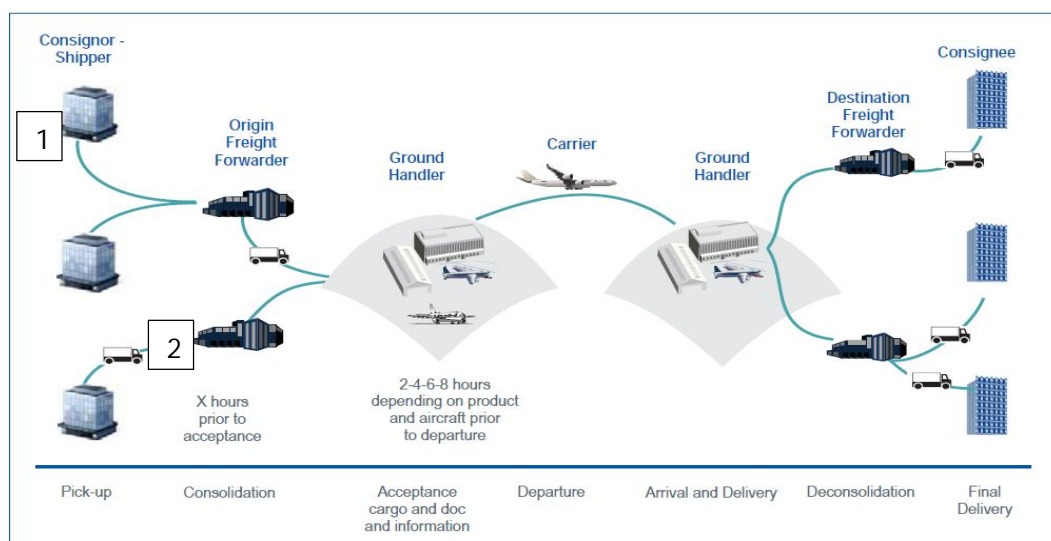 Consignor -
Shipper
Consignee
1
Origin
Freight
Forwarder
Ground
Handler
Carrier
Ground
Handler
Destination
Freight
Forwarder
2
X hours
prior to
acceptance
2-4-6-8 hours
depending on product
and aircraft prior
to departure
Pick-up
Consolidation
Acceptance
cargo and doc
and information
Departure
Arrival and Delivery
Deconsolidation
Final
Delivery